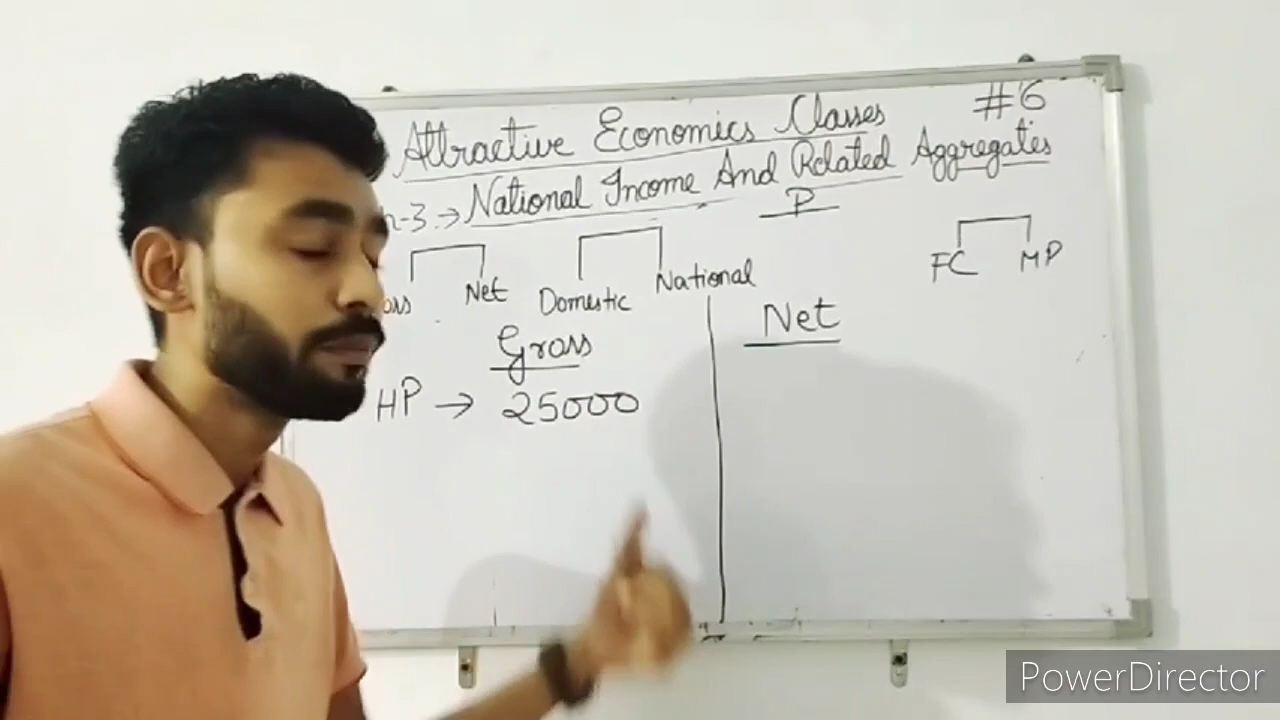 Attractive Economics Classes #6
-3.→ National Income And Related Aggregates
P
Net Domestic National FC MP
Gross Net
HP → 25000
PowerDirector